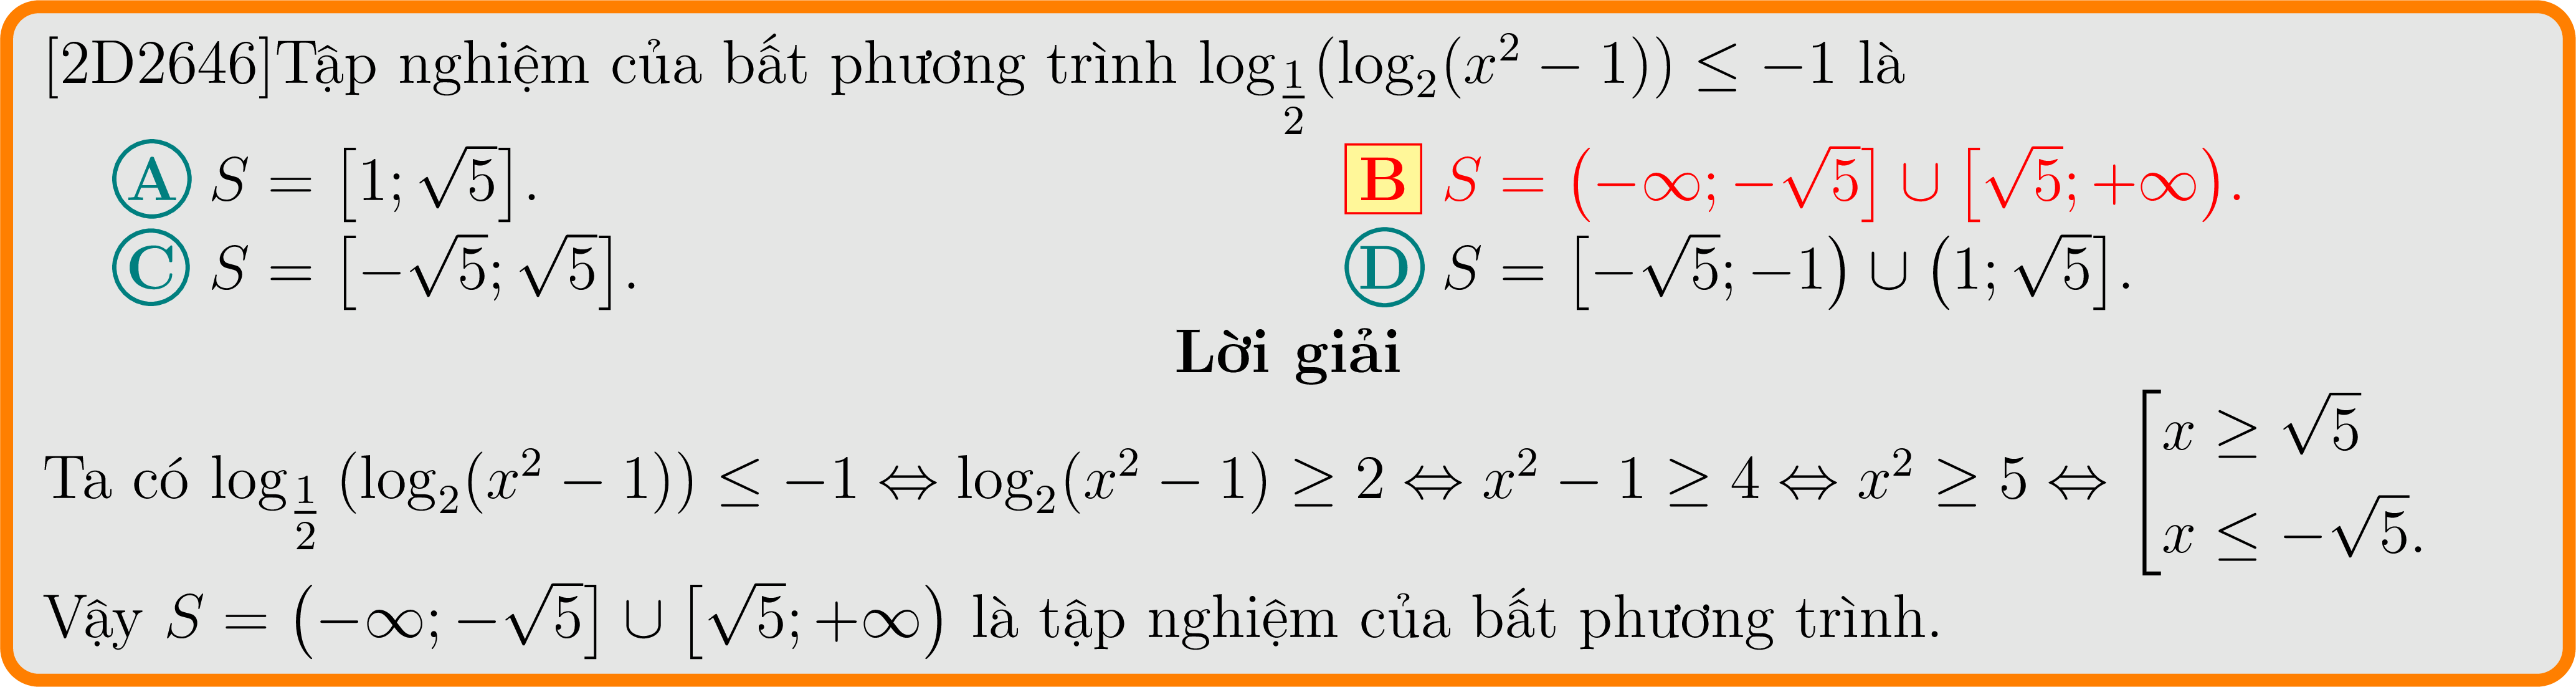 [2D2646]Tập nghiệm của bất phương trình $\log_{\frac{1}{2}}(\log_2(x^2 - 1)) \leq -1$ là
A $S = \left[1; \sqrt{5}\right]$. B $S = \left(-\infty; -\sqrt{5}\right] \cup \left[\sqrt{5}; +\infty\right)$.
C $S = \left[-\sqrt{5}; \sqrt{5}\right]$. D $S = \left[-\sqrt{5}; -1\right) \cup \left(1; \sqrt{5}\right]$.
Lời giải
Ta có $\log_{\frac{1}{2}}(\log_2(x^2 - 1)) \leq -1 \Leftrightarrow \log_2(x^2 - 1) \geq 2 \Leftrightarrow x^2 - 1 \geq 4 \Leftrightarrow x^2 \geq 5 \Leftrightarrow \left[\begin{array}{l} x \geq \sqrt{5} \\ x \leq -\sqrt{5}. \end{array}\right.$
Vậy $S = \left(-\infty; -\sqrt{5}\right] \cup \left[\sqrt{5}; +\infty\right)$ là tập nghiệm của bất phương trình.